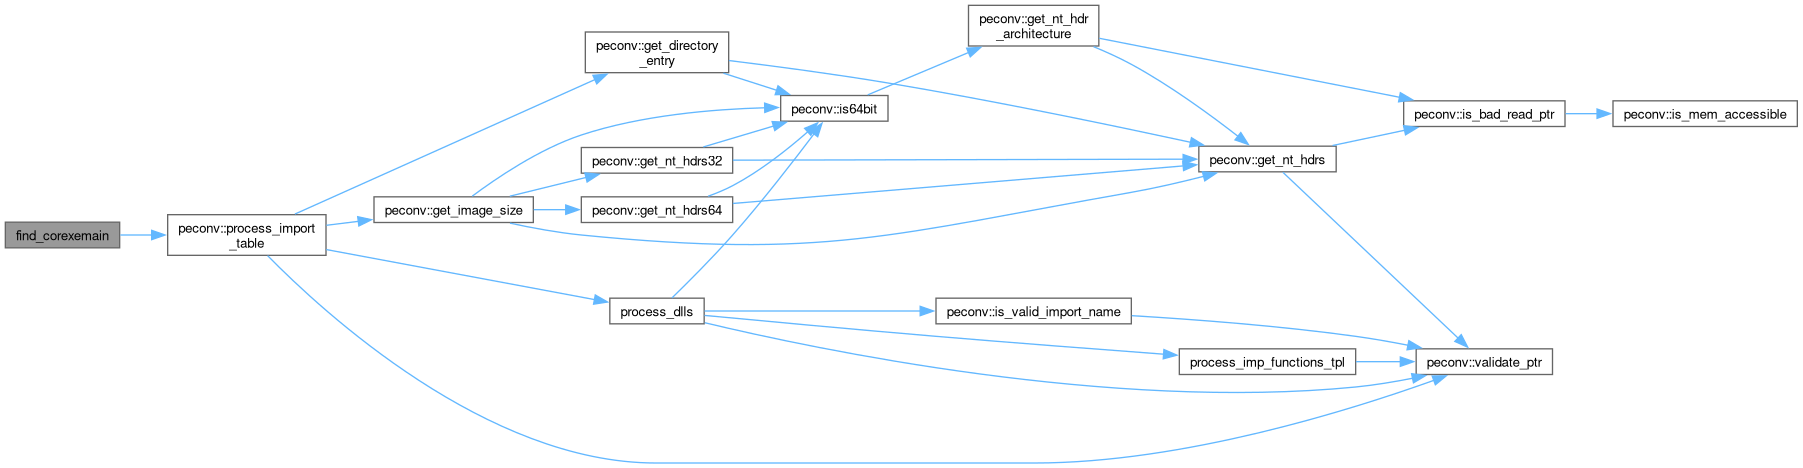 find_corexemain
peconv::process_import
_table
peconv::get_directory
_entry
peconv::get_image_size
peconv::get_nt_hdrs32
peconv::get_nt_hdrs64
process_dlls
peconv::is64bit
peconv::get_nt_hdr
_architecture
peconv::is_valid_import_name
process_imp_functions_tpl
peconv::get_nt_hdrs
peconv::is_bad_read_ptr
peconv::validate_ptr
peconv::is_mem_accessible